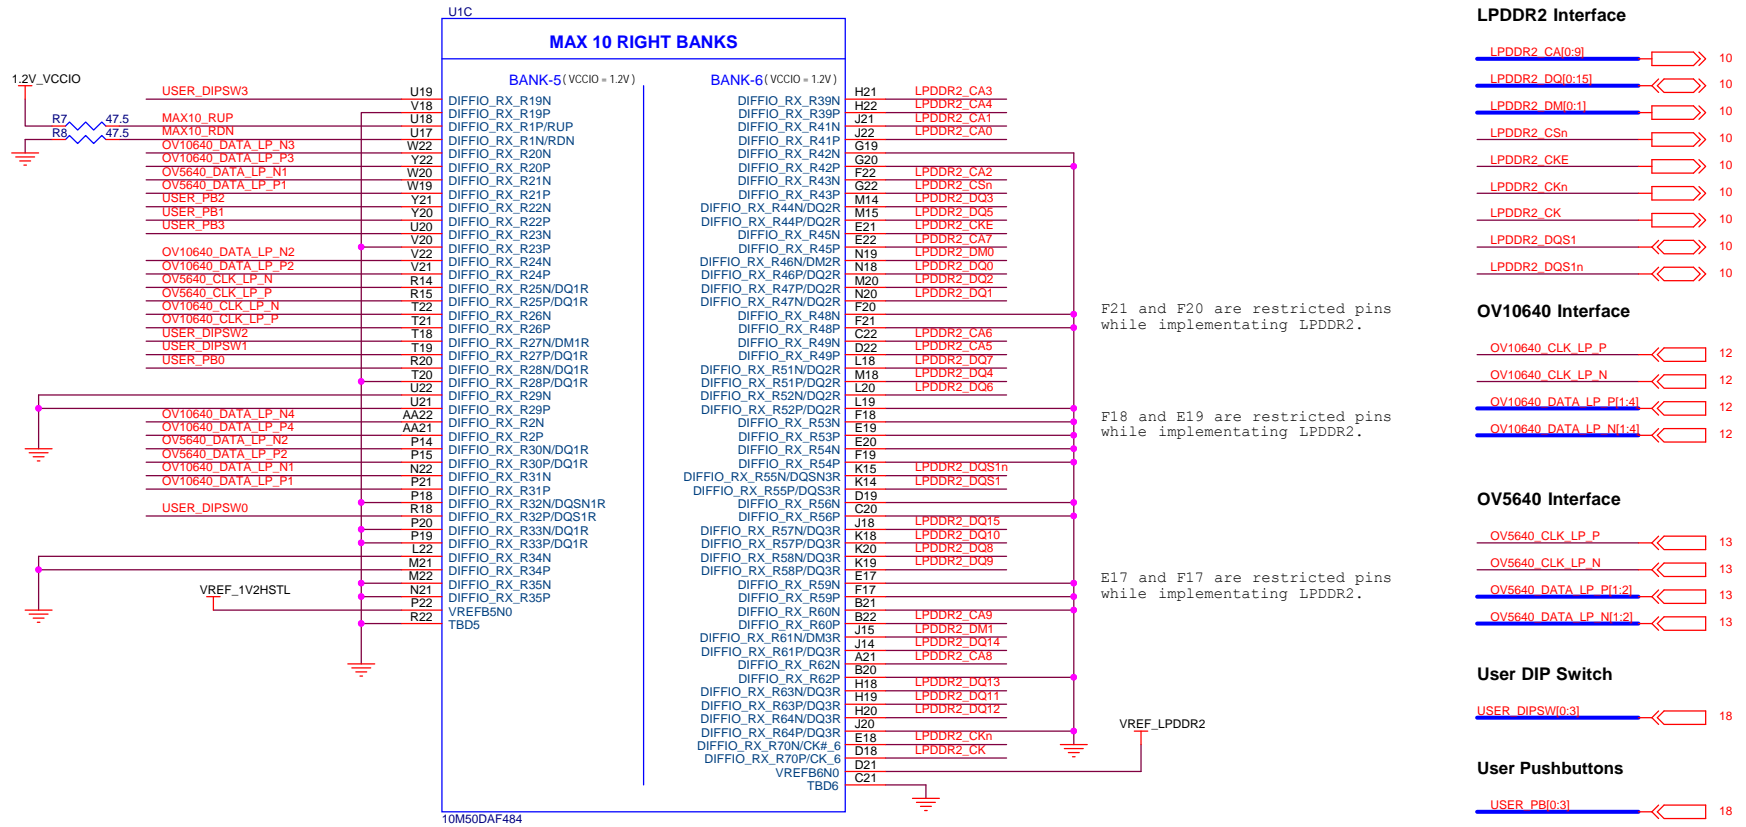 U1C
MAX 10 RIGHT BANKS
BANK-5 ( VCCIO = 1.2V )
BANK-6 ( VCCIO = 1.2V )
1.2V_VCCIO
R7 47.5
R8 47.5
USER_DIPSW3 U19 DIFFIO_RX_R19N
V18 DIFFIO_RX_R19P
MAX10_RUP U18 DIFFIO_RX_R1P/RUP
MAX10_RDN U17 DIFFIO_RX_R1N/RDN
OV10640_DATA_LP_N3 W22 DIFFIO_RX_R20N
OV10640_DATA_LP_P3 Y22 DIFFIO_RX_R20P
OV5640_DATA_LP_N1 W20 DIFFIO_RX_R21N
OV5640_DATA_LP_P1 W19 DIFFIO_RX_R21P
USER_PB2 Y21 DIFFIO_RX_R22N
USER_PB1 Y20 DIFFIO_RX_R22P
USER_PB3 U20 DIFFIO_RX_R23N
V20 DIFFIO_RX_R23P
OV10640_DATA_LP_N2 V22 DIFFIO_RX_R24N
OV10640_DATA_LP_P2 V21 DIFFIO_RX_R24P
OV5640_CLK_LP_N R14 DIFFIO_RX_R25N/DQ1R
OV5640_CLK_LP_P R15 DIFFIO_RX_R25P/DQ1R
OV10640_CLK_LP_N T22 DIFFIO_RX_R26N
OV10640_CLK_LP_P T21 DIFFIO_RX_R26P
USER_DIPSW2 T18 DIFFIO_RX_R27N/DM1R
USER_DIPSW1 T19 DIFFIO_RX_R27P/DQ1R
USER_PB0 R20 DIFFIO_RX_R28N/DQ1R
T20 DIFFIO_RX_R28P/DQ1R
U22 DIFFIO_RX_R29N
U21 DIFFIO_RX_R29P
OV10640_DATA_LP_N4 AA22 DIFFIO_RX_R2N
OV10640_DATA_LP_P4 AA21 DIFFIO_RX_R2P
OV5640_DATA_LP_N2 P14 DIFFIO_RX_R30N/DQ1R
OV5640_DATA_LP_P2 P15 DIFFIO_RX_R30P/DQ1R
OV10640_DATA_LP_N1 N22 DIFFIO_RX_R31N
OV10640_DATA_LP_P1 P21 DIFFIO_RX_R31P
P18 DIFFIO_RX_R32N/DQSN1R
USER_DIPSW0 R18 DIFFIO_RX_R32P/DQS1R
P20 DIFFIO_RX_R33N/DQ1R
P19 DIFFIO_RX_R33P/DQ1R
L22 DIFFIO_RX_R34N
M21 DIFFIO_RX_R34P
M22 DIFFIO_RX_R35N
N21 DIFFIO_RX_R35P
VREF_1V2HSTL P22 VREFB5N0
R22 TBD5
10M50DAF484
DIFFIO_RX_R39N H21 LPDDR2_CA3
DIFFIO_RX_R39P H22 LPDDR2_CA4
DIFFIO_RX_R41N J21 LPDDR2_CA1
DIFFIO_RX_R41P J22 LPDDR2_CA0
DIFFIO_RX_R42N G19
DIFFIO_RX_R42P G20
DIFFIO_RX_R43N F22 LPDDR2_CA2
DIFFIO_RX_R43P G22 LPDDR2_CSn
DIFFIO_RX_R44N/DQ2R M14 LPDDR2_DQ3
DIFFIO_RX_R44P/DQ2R M15 LPDDR2_DQ5
DIFFIO_RX_R45N E21 LPDDR2_CKE
DIFFIO_RX_R45P E22 LPDDR2_CA7
DIFFIO_RX_R46N/DM2R N19 LPDDR2_DM0
DIFFIO_RX_R46P/DQ2R N18 LPDDR2_DQ0
DIFFIO_RX_R47P/DQ2R M20 LPDDR2_DQ2
DIFFIO_RX_R47N/DQ2R N20 LPDDR2_DQ1
DIFFIO_RX_R48N F20
DIFFIO_RX_R48P F21
DIFFIO_RX_R49N C22 LPDDR2_CA6
DIFFIO_RX_R49P D22 LPDDR2_CA5
DIFFIO_RX_R51N/DQ2R L18 LPDDR2_DQ7
DIFFIO_RX_R51P/DQ2R M18 LPDDR2_DQ4
DIFFIO_RX_R52N/DQ2R L20 LPDDR2_DQ6
DIFFIO_RX_R52P/DQ2R L19
DIFFIO_RX_R53N F18
DIFFIO_RX_R53P E19
DIFFIO_RX_R54N E20
DIFFIO_RX_R54P F19
DIFFIO_RX_R55N/DQSN3R K15 LPDDR2_DQS1n
DIFFIO_RX_R55P/DQS3R K14 LPDDR2_DQS1
DIFFIO_RX_R56N D19
DIFFIO_RX_R56P C20
DIFFIO_RX_R57N/DQ3R J18 LPDDR2_DQ15
DIFFIO_RX_R57P/DQ3R K18 LPDDR2_DQ10
DIFFIO_RX_R58N/DQ3R K20 LPDDR2_DQ8
DIFFIO_RX_R58P/DQ3R K19 LPDDR2_DQ9
DIFFIO_RX_R59N E17
DIFFIO_RX_R59P F17
DIFFIO_RX_R60N B21
DIFFIO_RX_R60P B22 LPDDR2_CA9
DIFFIO_RX_R61N/DM3R J15 LPDDR2_DM1
DIFFIO_RX_R61P/DQ3R J14 LPDDR2_DQ14
DIFFIO_RX_R62N A21 LPDDR2_CA8
DIFFIO_RX_R62P B20
DIFFIO_RX_R63N/DQ3R H18 LPDDR2_DQ13
DIFFIO_RX_R63P/DQ3R H19 LPDDR2_DQ11
DIFFIO_RX_R64N/DQ3R H20 LPDDR2_DQ12
DIFFIO_RX_R64P/DQ3R J20
DIFFIO_RX_R70N/CK#_6 E18 LPDDR2_CKn
DIFFIO_RX_R70P/CK_6 D18 LPDDR2_CK
VREFB6N0 D21 VREF_LPDDR2
TBD6 C21
F21 and F20 are restricted pins
while implementating LPDDR2.
F18 and E19 are restricted pins
while implementating LPDDR2.
E17 and F17 are restricted pins
while implementating LPDDR2.
LPDDR2 Interface
LPDDR2_CA[0:9] 10
LPDDR2_DQ[0:15] 10
LPDDR2_DM[0:1] 10
LPDDR2_CSn 10
LPDDR2_CKE 10
LPDDR2_CKn 10
LPDDR2_CK 10
LPDDR2_DQS1 10
LPDDR2_DQS1n 10
OV10640 Interface
OV10640_CLK_LP_P 12
OV10640_CLK_LP_N 12
OV10640_DATA_LP_P[1:4] 12
OV10640_DATA_LP_N[1:4] 12
OV5640 Interface
OV5640_CLK_LP_P 13
OV5640_CLK_LP_N 13
OV5640_DATA_LP_P[1:2] 13
OV5640_DATA_LP_N[1:2] 13
User DIP Switch
USER_DIPSW[0:3] 18
User Pushbuttons
USER_PB[0:3] 18